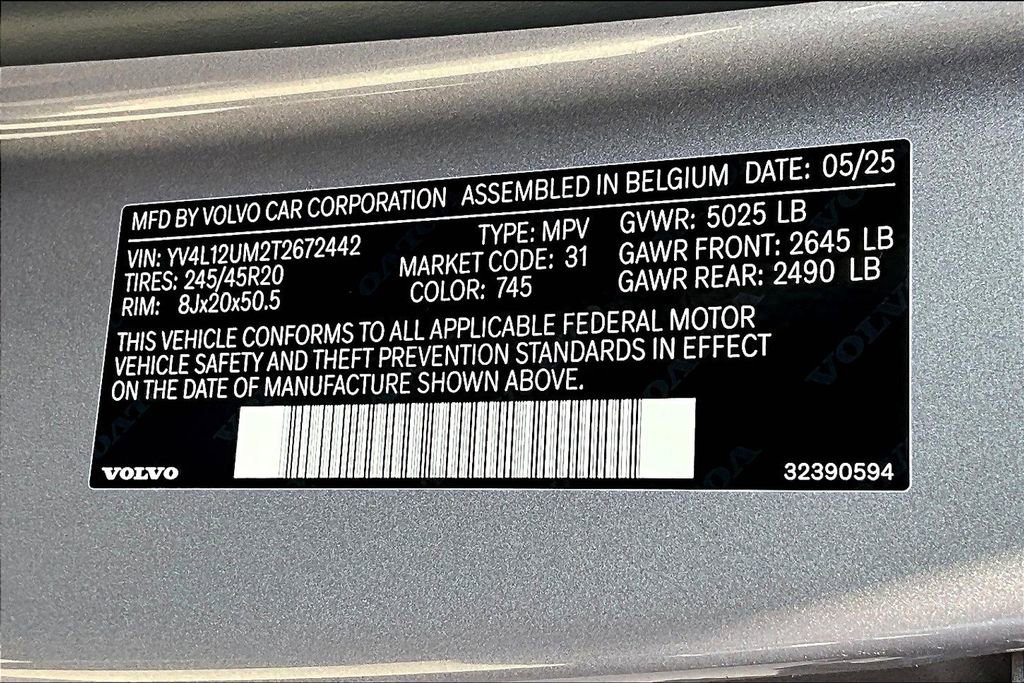 MFD BY VOLVO CAR CORPORATION ASSEMBLED IN BELGIUM DATE: 05/25
VIN: YV4L12UM2T2672442 TYPE: MPV GVWR: 5025 LB
TIRES: 245/45R20 MARKET CODE: 31 GAWR FRONT: 2645 LB
RIM: 8Jx20x50.5 COLOR: 745 GAWR REAR: 2490 LB
THIS VEHICLE CONFORMS TO ALL APPLICABLE FEDERAL MOTOR
VEHICLE SAFETY AND THEFT PREVENTION STANDARDS IN EFFECT
ON THE DATE OF MANUFACTURE SHOWN ABOVE.
VOLVO 32390594